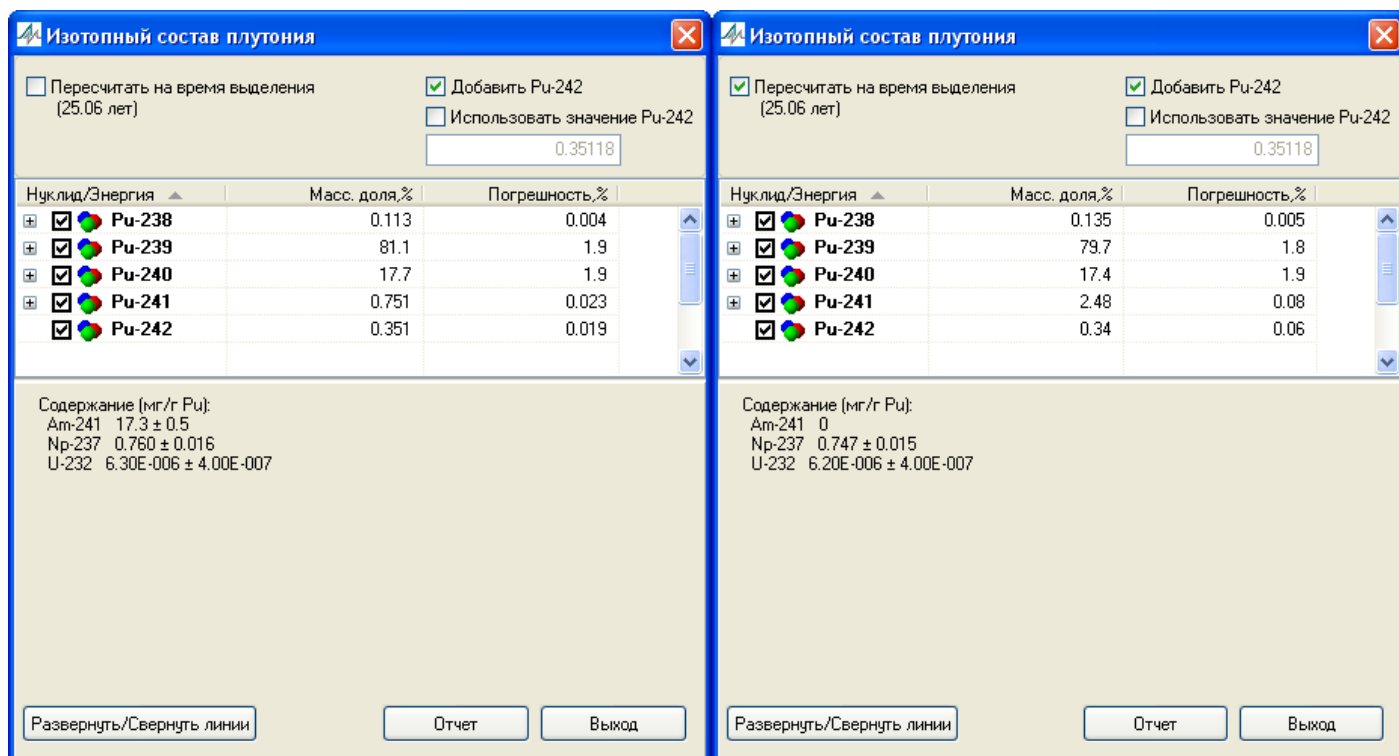 Изотопный состав плутония
Пересчитать на время выделения
(25.06 лет)
Добавить Pu-242
Использовать значение Pu-242
0.35118
Нуклид/Энергия Масс. доля,% Погрешность,%
Pu-238 0.113 0.004
Pu-239 81.1 1.9
Pu-240 17.7 1.9
Pu-241 0.751 0.023
Pu-242 0.351 0.019
Содержание (мг/г Pu):
Am-241 17.3 ± 0.5
Np-237 0.760 ± 0.016
U-232 6.30E-006 ± 4.00E-007
Развернуть/Свернуть линии Отчет Выход
Изотопный состав плутония
Пересчитать на время выделения
(25.06 лет)
Добавить Pu-242
Использовать значение Pu-242
0.35118
Нуклид/Энергия Масс. доля,% Погрешность,%
Pu-238 0.135 0.005
Pu-239 79.7 1.8
Pu-240 17.4 1.9
Pu-241 2.48 0.08
Pu-242 0.34 0.06
Содержание (мг/г Pu):
Am-241 0
Np-237 0.747 ± 0.015
U-232 6.20E-006 ± 4.00E-007
Развернуть/Свернуть линии Отчет Выход